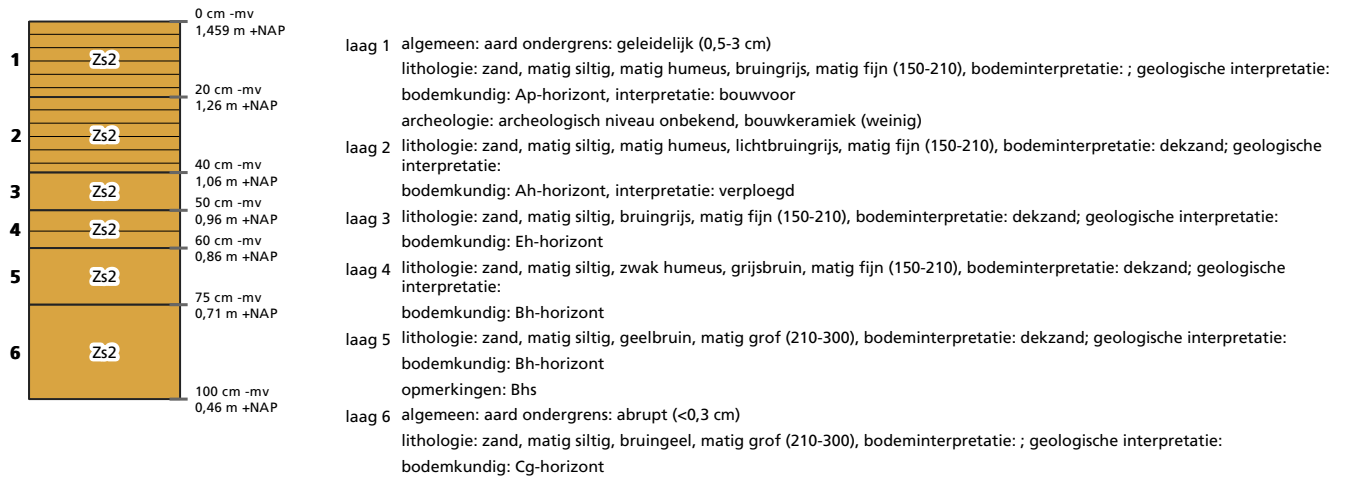 0 cm -mv
1,459 m +NAP
1
Zs2
20 cm -mv
1,26 m +NAP
2
Zs2
40 cm -mv
1,06 m +NAP
3
Zs2
50 cm -mv
0,96 m +NAP
4
Zs2
60 cm -mv
0,86 m +NAP
5
Zs2
75 cm -mv
0,71 m +NAP
6
Zs2
100 cm -mv
0,46 m +NAP
laag 1 algemeen: aard ondergrens: geleidelijk (0,5-3 cm)
lithologie: zand, matig siltig, matig humeus, bruingrijs, matig fijn (150-210), bodeminterpretatie: ; geologische interpretatie:
bodemkundig: Ap-horizont, interpretatie: bouwvoor
archeologie: archeologisch niveau onbekend, bouwkeramiek (weinig)
laag 2 lithologie: zand, matig siltig, matig humeus, lichtbruingrijs, matig fijn (150-210), bodeminterpretatie: dekzand; geologische
interpretatie:
bodemkundig: Ah-horizont, interpretatie: verploegd
laag 3 lithologie: zand, matig siltig, bruingrijs, matig fijn (150-210), bodeminterpretatie: dekzand; geologische interpretatie:
bodemkundig: Eh-horizont
laag 4 lithologie: zand, matig siltig, zwak humeus, grijsbruin, matig fijn (150-210), bodeminterpretatie: dekzand; geologische
interpretatie:
bodemkundig: Bh-horizont
laag 5 lithologie: zand, matig siltig, geelbruin, matig grof (210-300), bodeminterpretatie: dekzand; geologische interpretatie:
bodemkundig: Bh-horizont
opmerkingen: Bhs
laag 6 algemeen: aard ondergrens: abrupt (<0,3 cm)
lithologie: zand, matig siltig, bruingeel, matig grof (210-300), bodeminterpretatie: ; geologische interpretatie:
bodemkundig: Cg-horizont